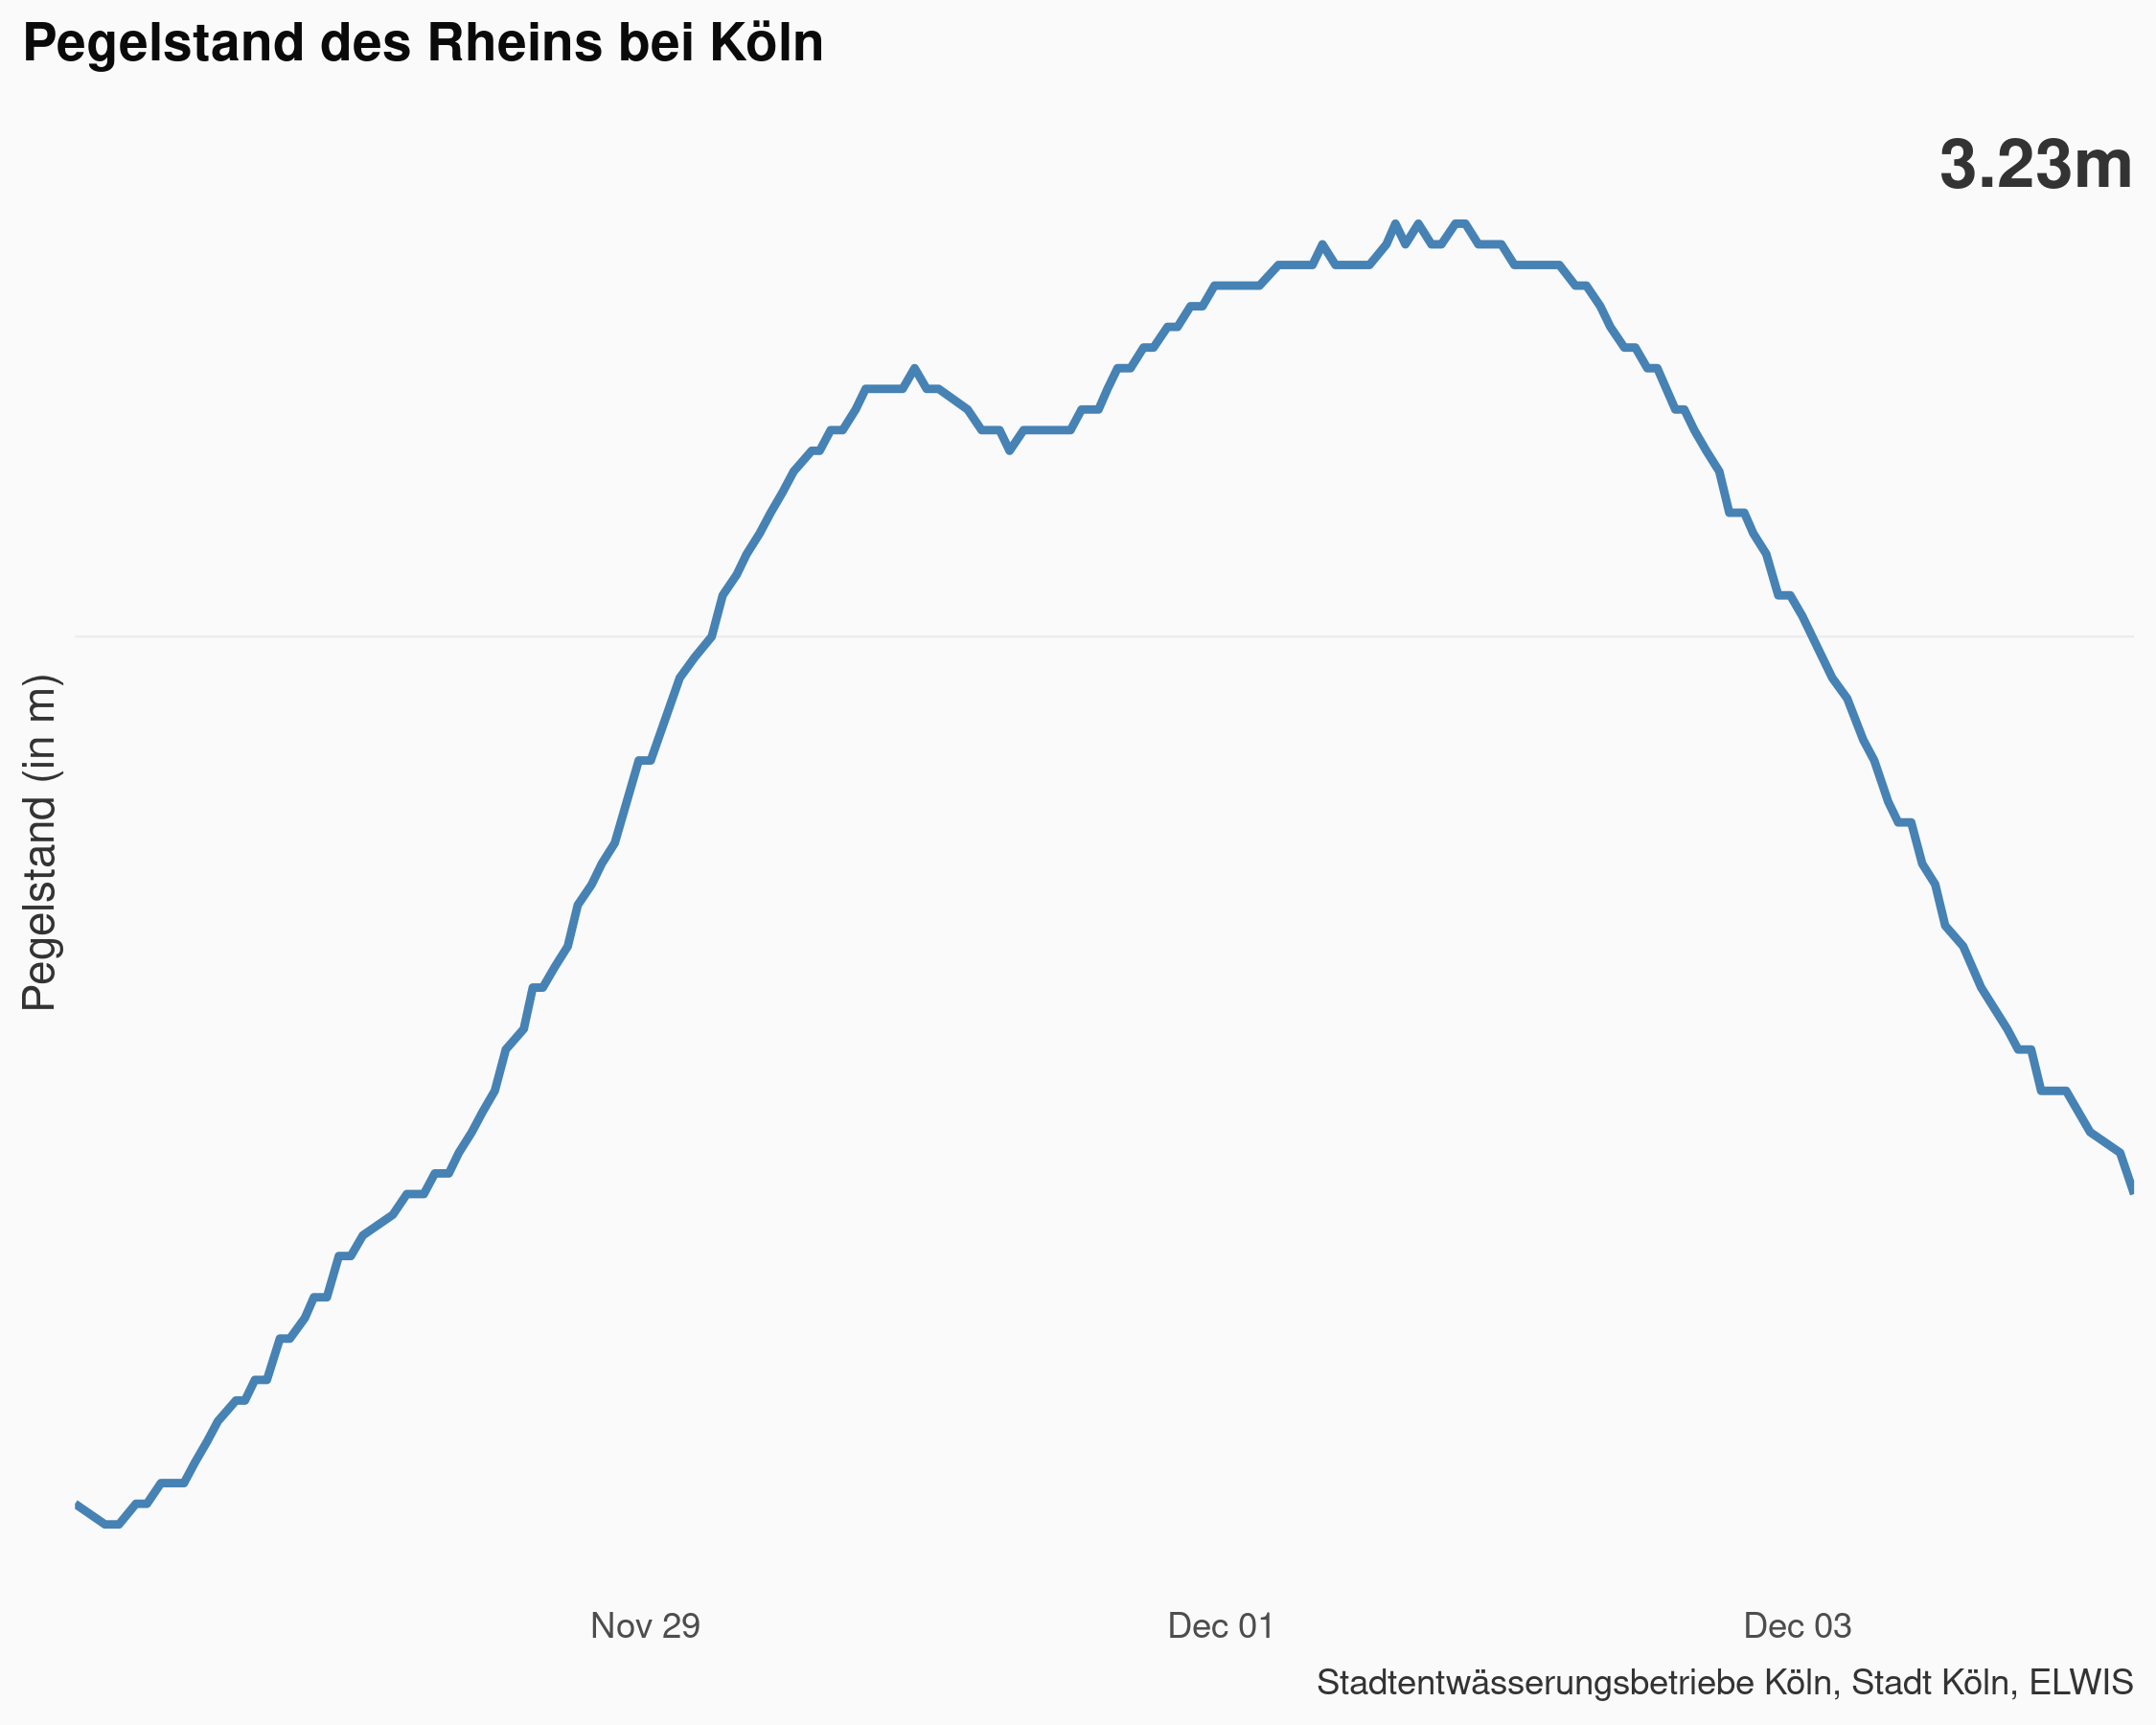 Pegelstand des Rheins bei Köln
3.23m
Pegelstand (in m)
Nov 29
Dec 01
Dec 03
Stadtentwässerungsbetriebe Köln, Stadt Köln, ELWIS